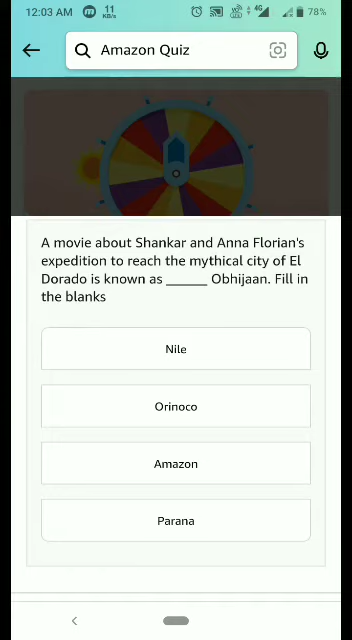 12:03 AM 11 KB/s 4G 78%
Amazon Quiz
A movie about Shankar and Anna Florian's
expedition to reach the mythical city of El
Dorado is known as ______ Obhijaan. Fill in
the blanks
Nile
Orinoco
Amazon
Parana